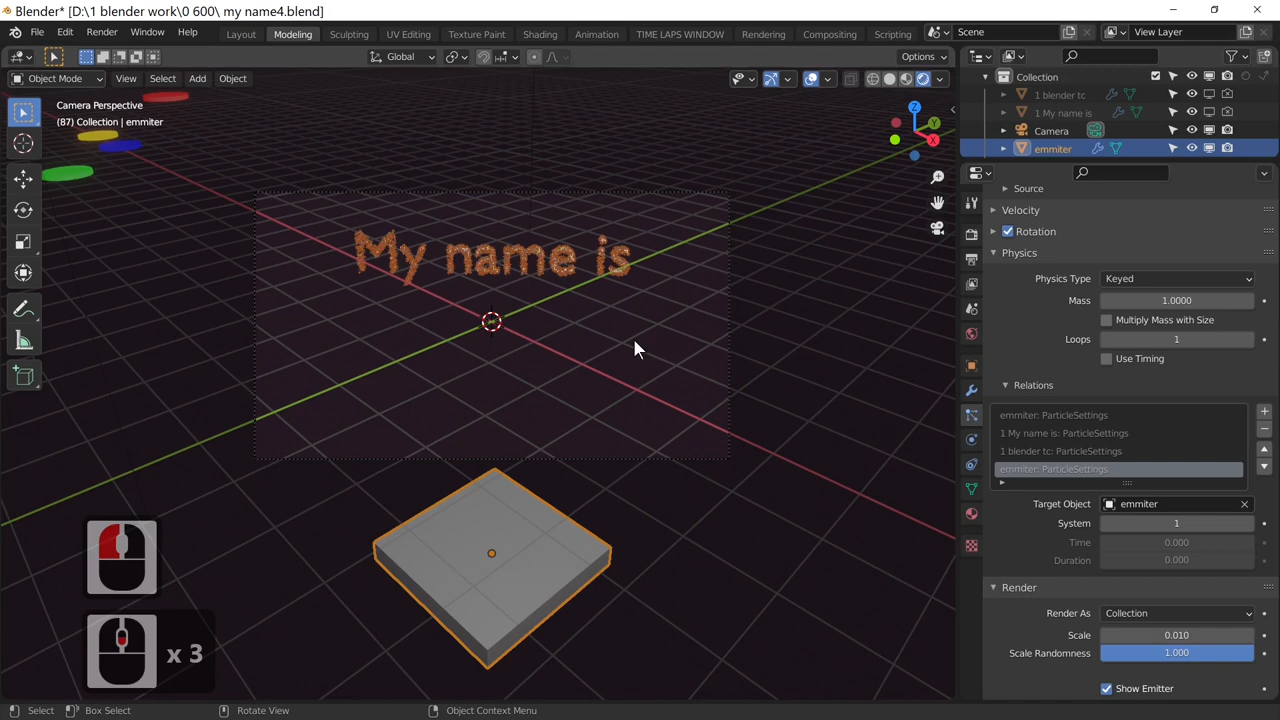 Blender* [D:\1 blender work\0 600\ my name4.blend]
File Edit Render Window Help Layout Modeling Sculpting UV Editing Texture Paint Shading Animation TIME LAPS WINDOW Rendering Compositing Scripting Scene View Layer
Global Options
Object Mode View Select Add Object
Collection
1 blender tc
1 My name is
Camera
emmiter
Camera Perspective
(87) Collection | emmiter
Z
Y
X
My name is
Source
Velocity
Rotation
Physics
Physics Type Keyed
Mass 1.0000
Multiply Mass with Size
Loops 1
Use Timing
Relations
emmiter: ParticleSettings
1 My name is: ParticleSettings
1 blender tc: ParticleSettings
emmiter: ParticleSettings
Target Object emmiter
System 1
Time 0.000
Duration 0.000
Render
Render As Collection
Scale 0.010
Scale Randomness 1.000
Show Emitter
x 3
Select Box Select Rotate View Object Context Menu